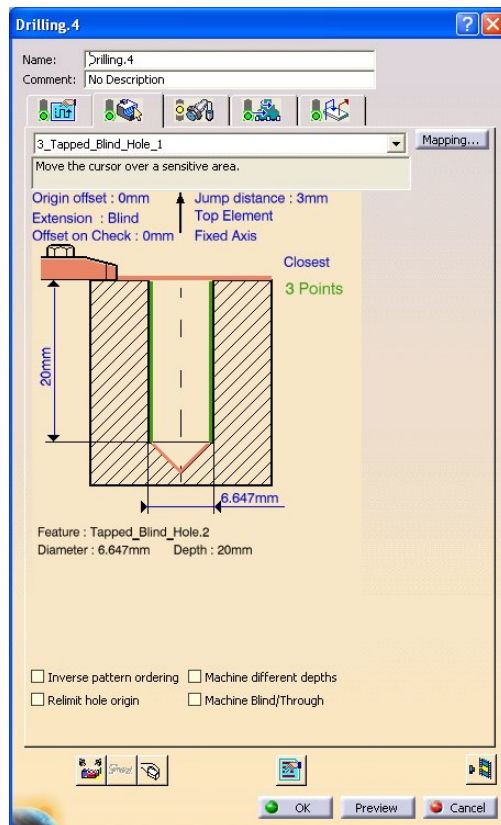 Drilling.4
Name: Drilling.4
Comment: No Description
3_Tapped_Blind_Hole_1 Mapping...
Move the cursor over a sensitive area.
Origin offset : 0mm Jump distance : 3mm
Extension : Blind Top Element
Offset on Check : 0mm Fixed Axis
Closest
3 Points
20mm
6.647mm
Feature : Tapped_Blind_Hole.2
Diameter : 6.647mm Depth : 20mm
Inverse pattern ordering Machine different depths
Relimit hole origin Machine Blind/Through
OK Preview Cancel